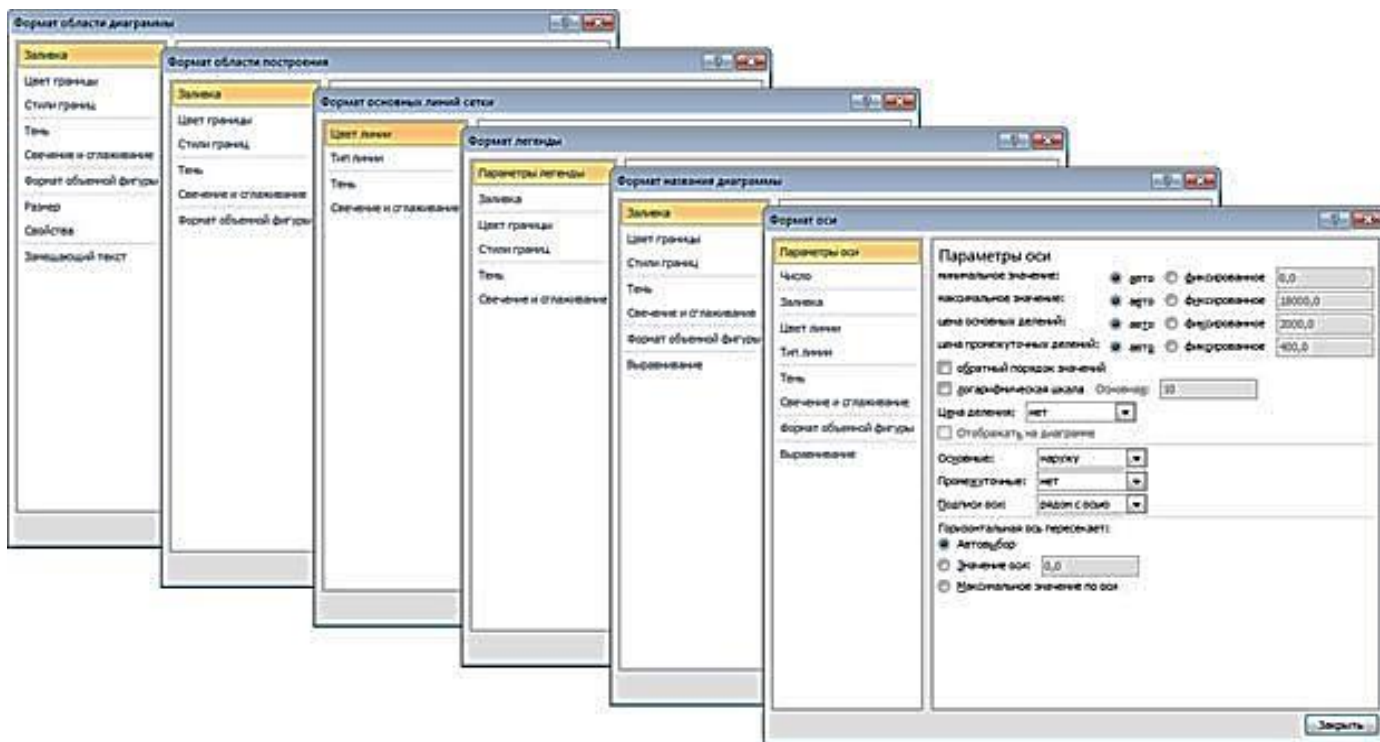 Формат области диаграммы
Заливка
Цвет границы
Стили границ
Тень
Свечение и сглаживание
Формат объемной фигуры
Размер
Свойства
Замещающий текст
Формат области построения
Заливка
Цвет границы
Стили границ
Тень
Свечение и сглаживание
Формат объемной фигуры
Формат основных линий сетки
Цвет линии
Тип линии
Тень
Свечение и сглаживание
Формат легенды
Параметры легенды
Заливка
Цвет границы
Стили границ
Тень
Свечение и сглаживание
Формат названия диаграммы
Заливка
Цвет границы
Стили границ
Тень
Свечение и сглаживание
Формат объемной фигуры
Выравнивание
Формат оси
Параметры оси
Число
Заливка
Цвет линии
Тип линии
Тень
Свечение и сглаживание
Формат объемной фигуры
Выравнивание
Параметры оси
минимальное значение: авто фиксированное 0,0
максимальное значение: авто фиксированное 18000,0
цена основных делений: авто фиксированное 2000,0
цена промежуточных делений: авто фиксированное 400,0
обратный порядок значений
логарифмическая шкала Основная: 10
Цена деления: нет
Отображать на диаграмме
Основные: наружу
Промежуточные: нет
Подписи оси: рядом с осью
Горизонтальная ось пересекает:
Автовыбор
Значение оси: 0,0
Максимальное значение по оси
Закрыть